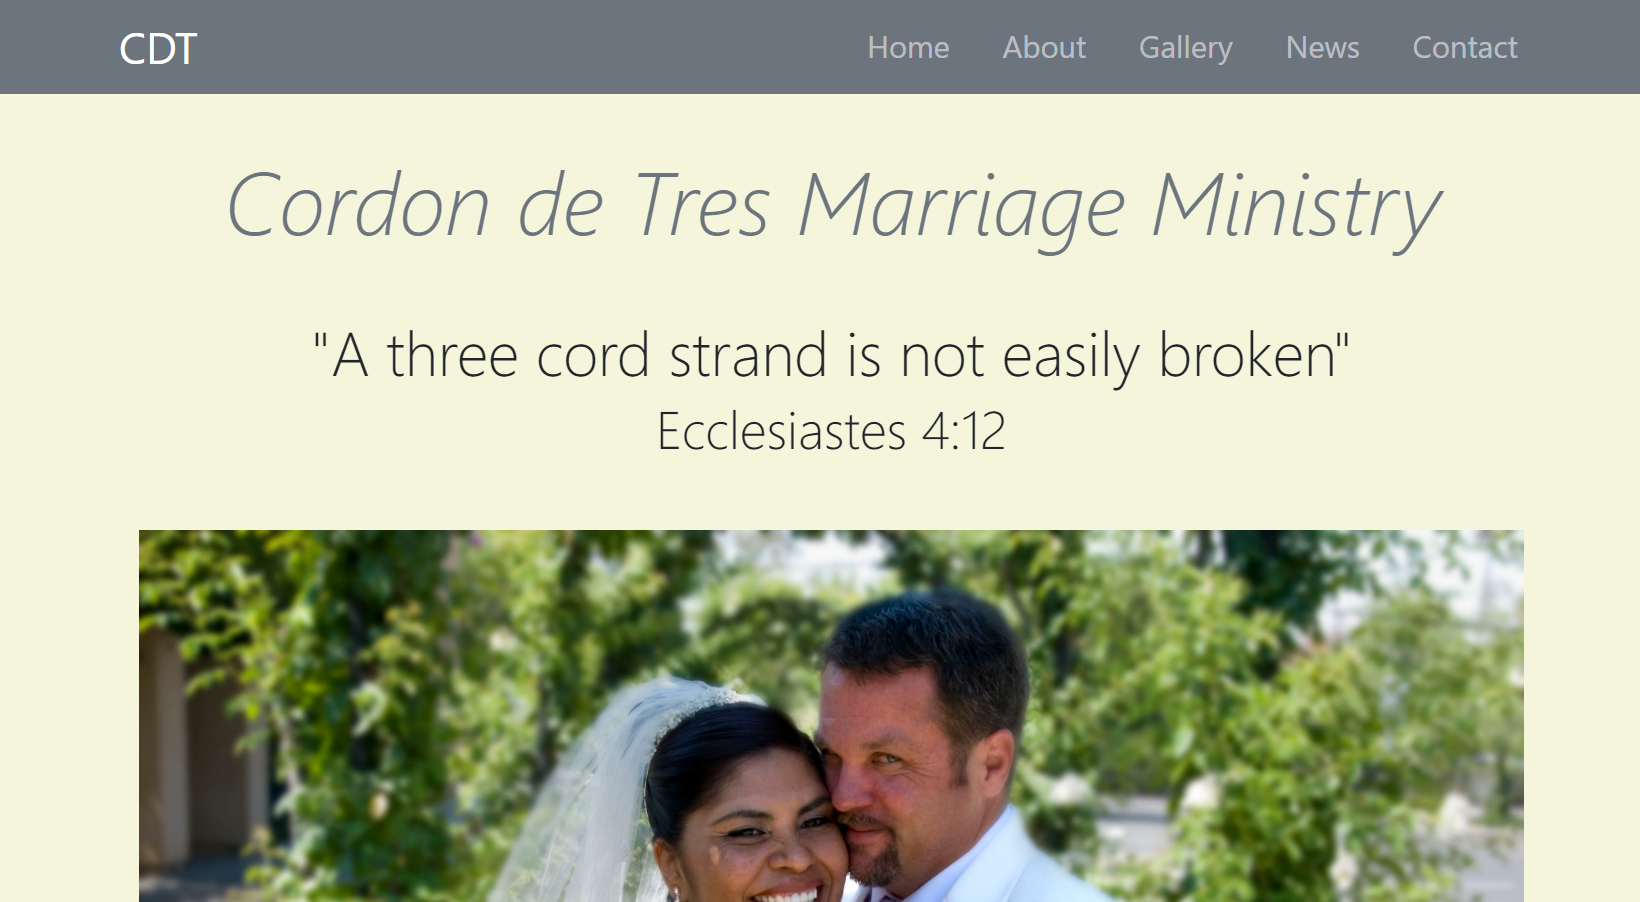 CDT
Home About Gallery News Contact
Cordon de Tres Marriage Ministry
"A three cord strand is not easily broken"
Ecclesiastes 4:12